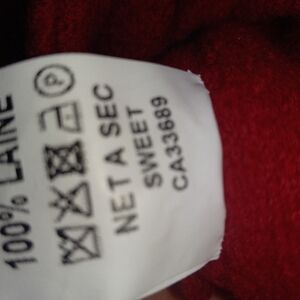 100% LAINE
P
NET A SEC
SWEET
CA33689